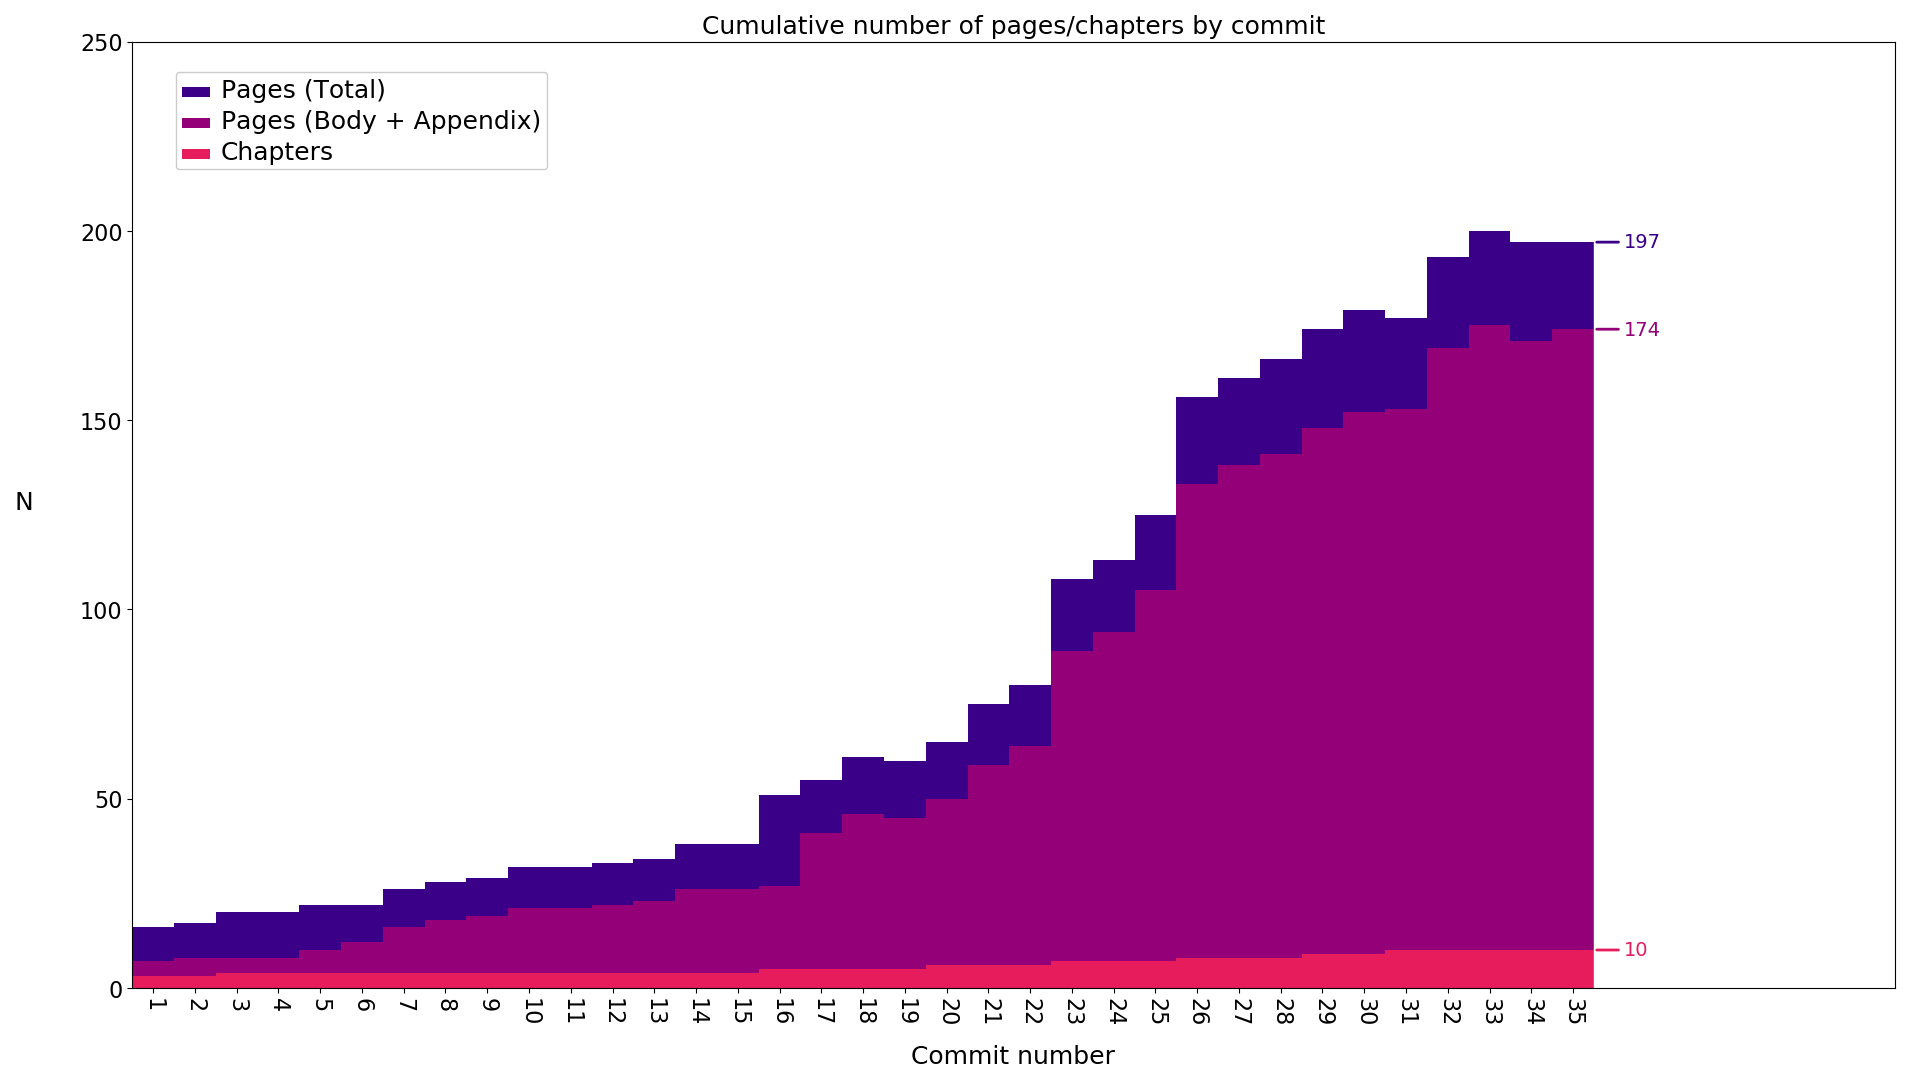 Cumulative number of pages/chapters by commit
250
200
150
100
50
0
N
Pages (Total)
Pages (Body + Appendix)
Chapters
197
174
10
1 2 3 4 5 6 7 8 9 10 11 12 13 14 15 16 17 18 19 20 21 22 23 24 25 26 27 28 29 30 31 32 33 34 35
Commit number